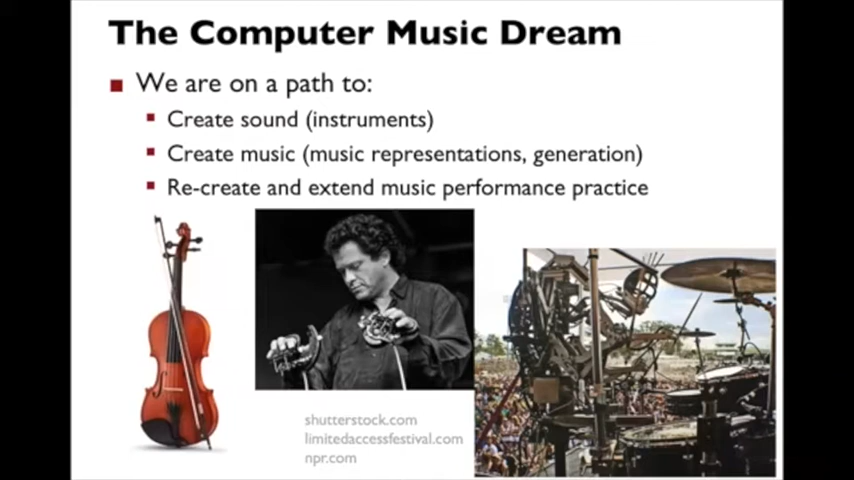 The Computer Music Dream
We are on a path to:
Create sound (instruments)
Create music (music representations, generation)
Re-create and extend music performance practice
shutterstock.com
limitedaccessfestival.com
npr.com